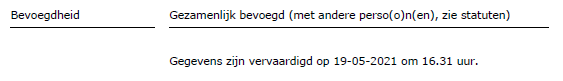 Bevoegdheid Gezamenlijk bevoegd (met andere perso(o)n(en), zie statuten)
Gegevens zijn vervaardigd op 19-05-2021 om 16.31 uur.